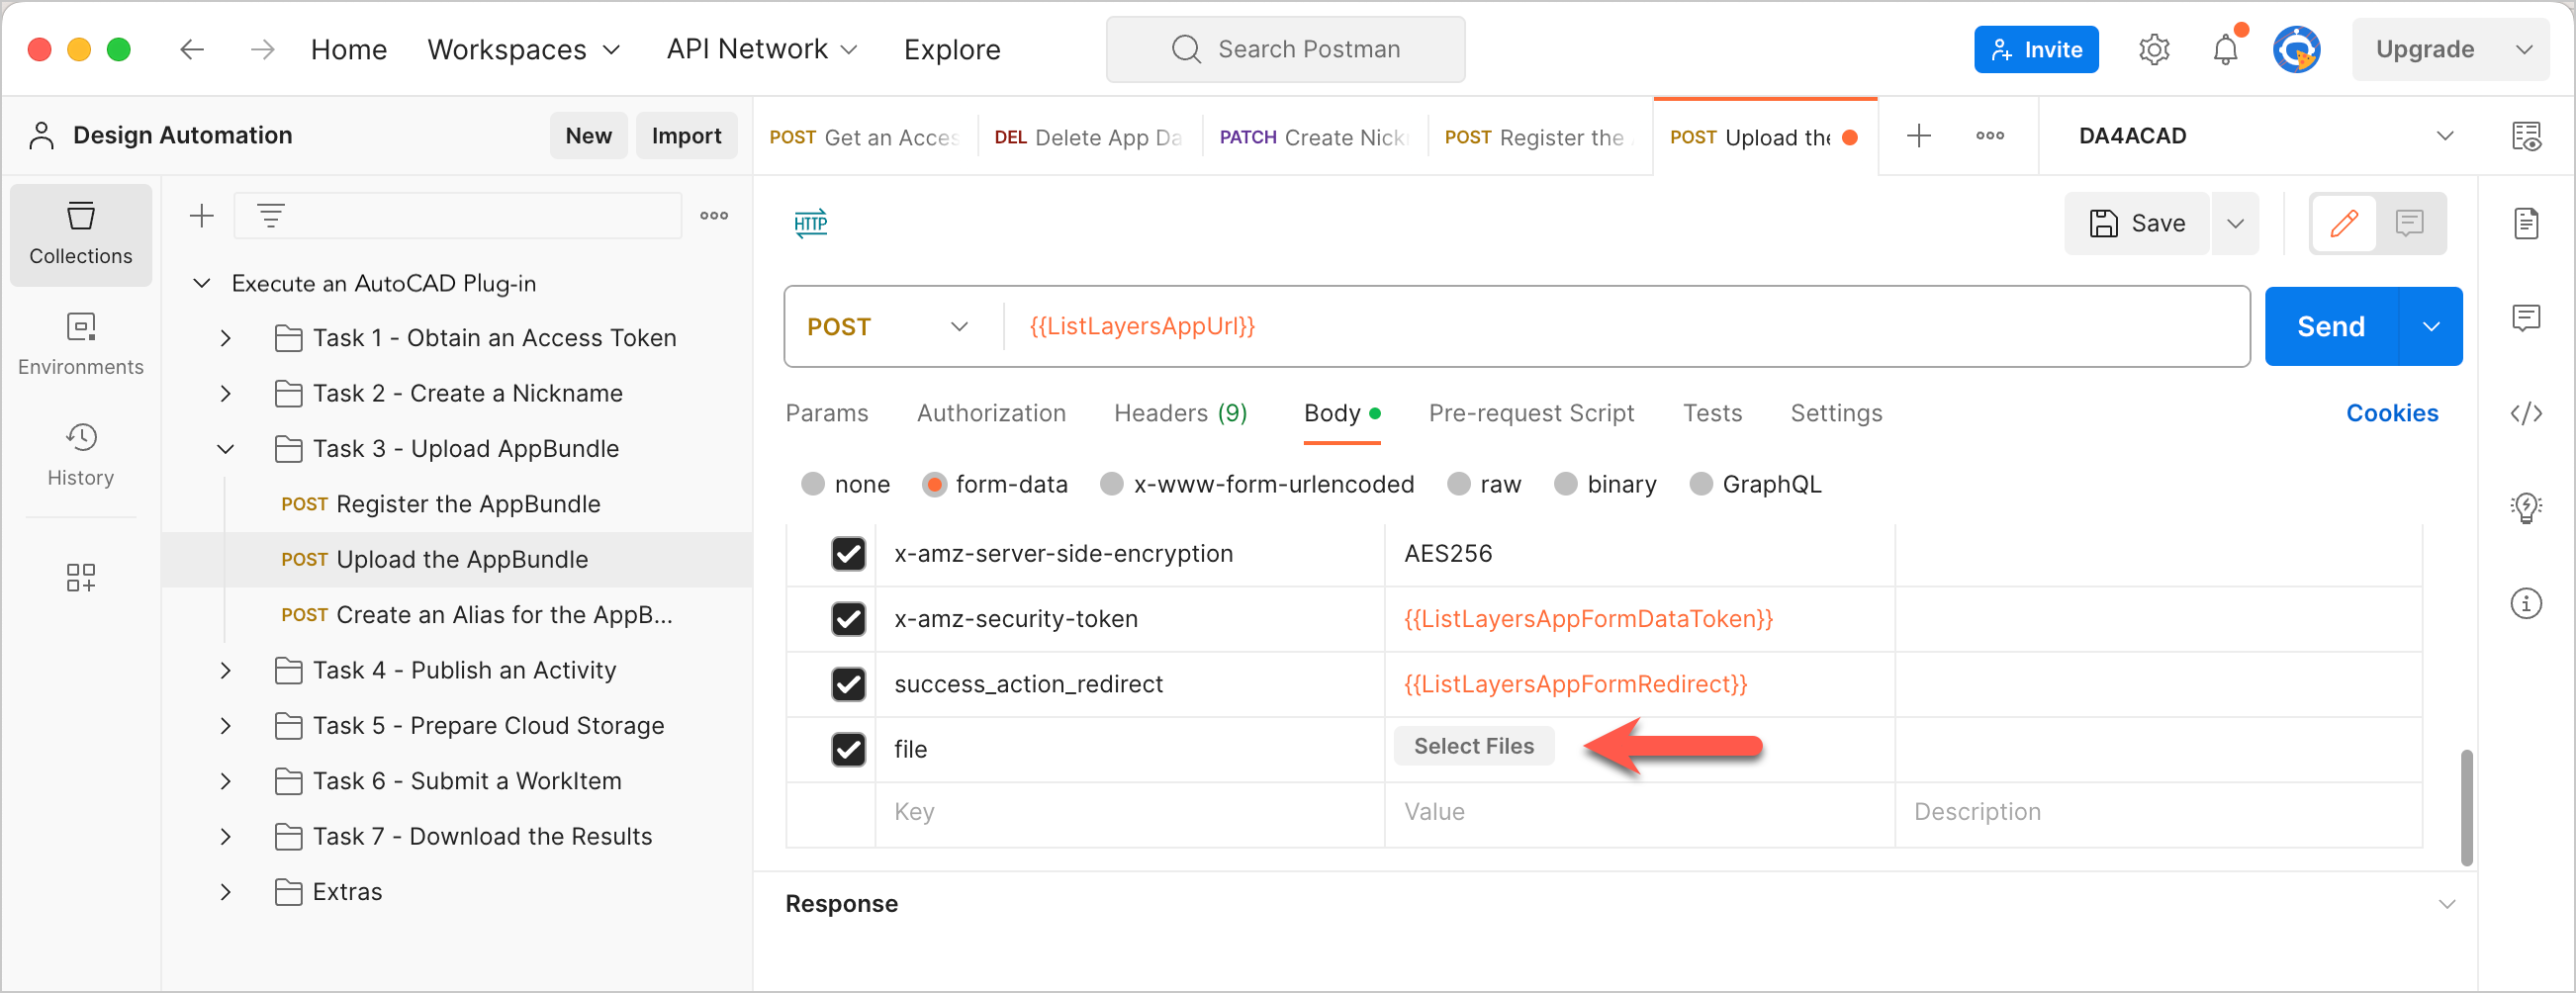 Home Workspaces API Network Explore Search Postman Invite Upgrade
Design Automation New Import
POST Get an Acces DEL Delete App Da PATCH Create Nick POST Register the POST Upload the DA4ACAD
Collections
Environments
History
Execute an AutoCAD Plug-in
Task 1 - Obtain an Access Token
Task 2 - Create a Nickname
Task 3 - Upload AppBundle
POST Register the AppBundle
POST Upload the AppBundle
POST Create an Alias for the AppB...
Task 4 - Publish an Activity
Task 5 - Prepare Cloud Storage
Task 6 - Submit a WorkItem
Task 7 - Download the Results
Extras
HTTP Save
POST {{ListLayersAppUrl}} Send
Params Authorization Headers (9) Body Pre-request Script Tests Settings Cookies
none form-data x-www-form-urlencoded raw binary GraphQL
x-amz-server-side-encryption AES256
x-amz-security-token {{ListLayersAppFormDataToken}}
success_action_redirect {{ListLayersAppFormRedirect}}
file Select Files
Key Value Description
Response